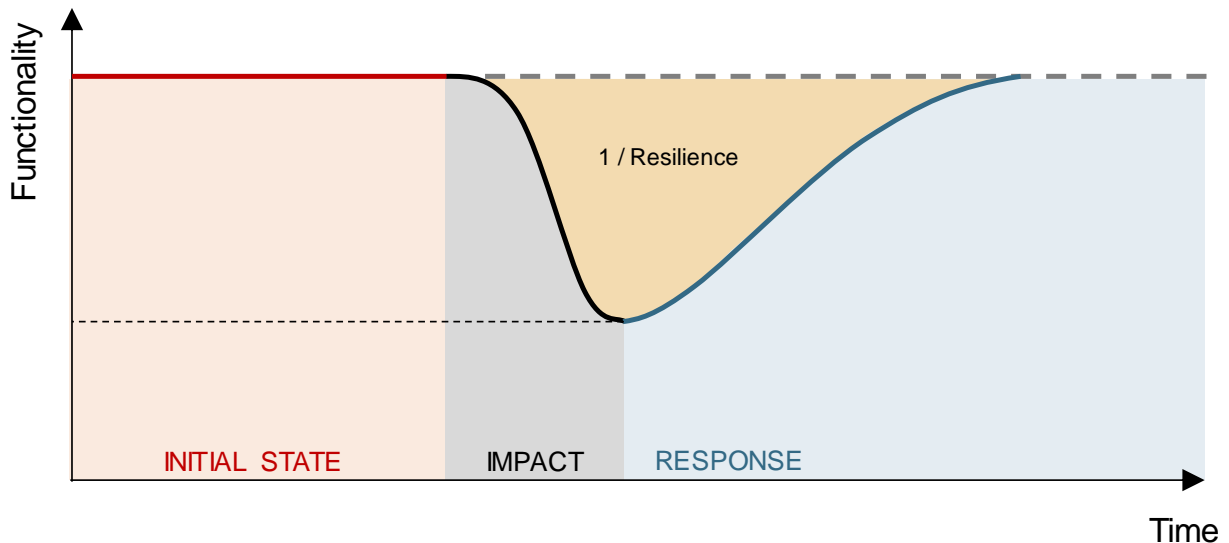 Functionality
1 / Resilience
INITIAL STATE
IMPACT
RESPONSE
Time